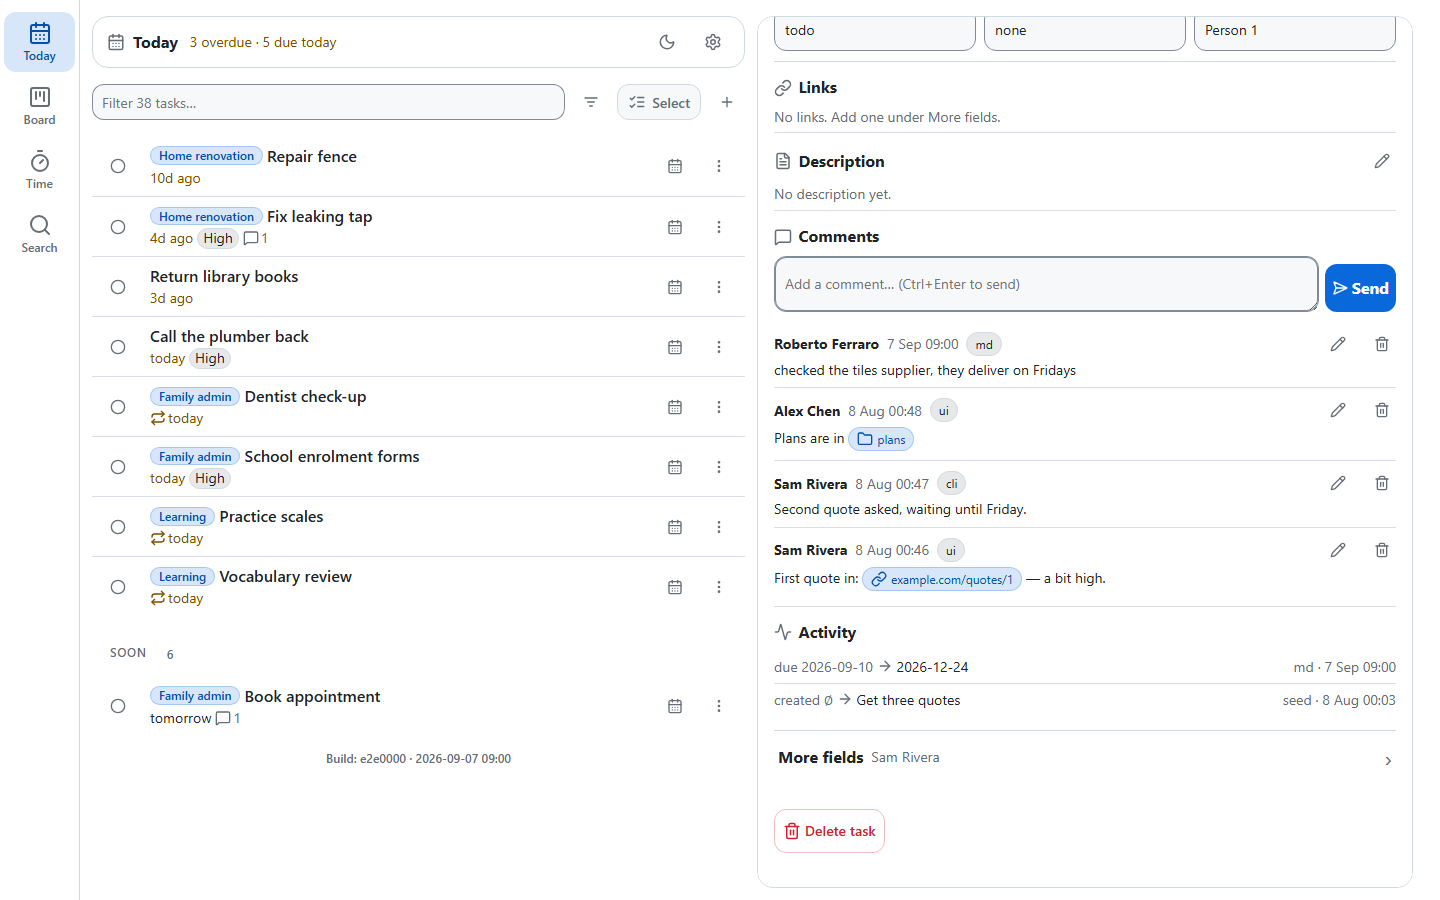 Today
Board
Time
Search
Today 3 overdue · 5 due today
Filter 38 tasks...
Select
Home renovation Repair fence
10d ago
Home renovation Fix leaking tap
4d ago High 1
Return library books
3d ago
Call the plumber back
today High
Family admin Dentist check-up
today
Family admin School enrolment forms
today High
Learning Practice scales
today
Learning Vocabulary review
today
SOON 6
Family admin Book appointment
tomorrow 1
Build: e2e0000 · 2026-09-07 09:00
todo
none
Person 1
Links
No links. Add one under More fields.
Description
No description yet.
Comments
Add a comment... (Ctrl+Enter to send)
Send
Roberto Ferraro 7 Sep 09:00 md
checked the tiles supplier, they deliver on Fridays
Alex Chen 8 Aug 00:48 ui
Plans are in plans
Sam Rivera 8 Aug 00:47 cli
Second quote asked, waiting until Friday.
Sam Rivera 8 Aug 00:46 ui
First quote in: example.com/quotes/1 — a bit high.
Activity
due 2026-09-10 → 2026-12-24 md · 7 Sep 09:00
created ∅ → Get three quotes seed · 8 Aug 00:03
More fields Sam Rivera
Delete task